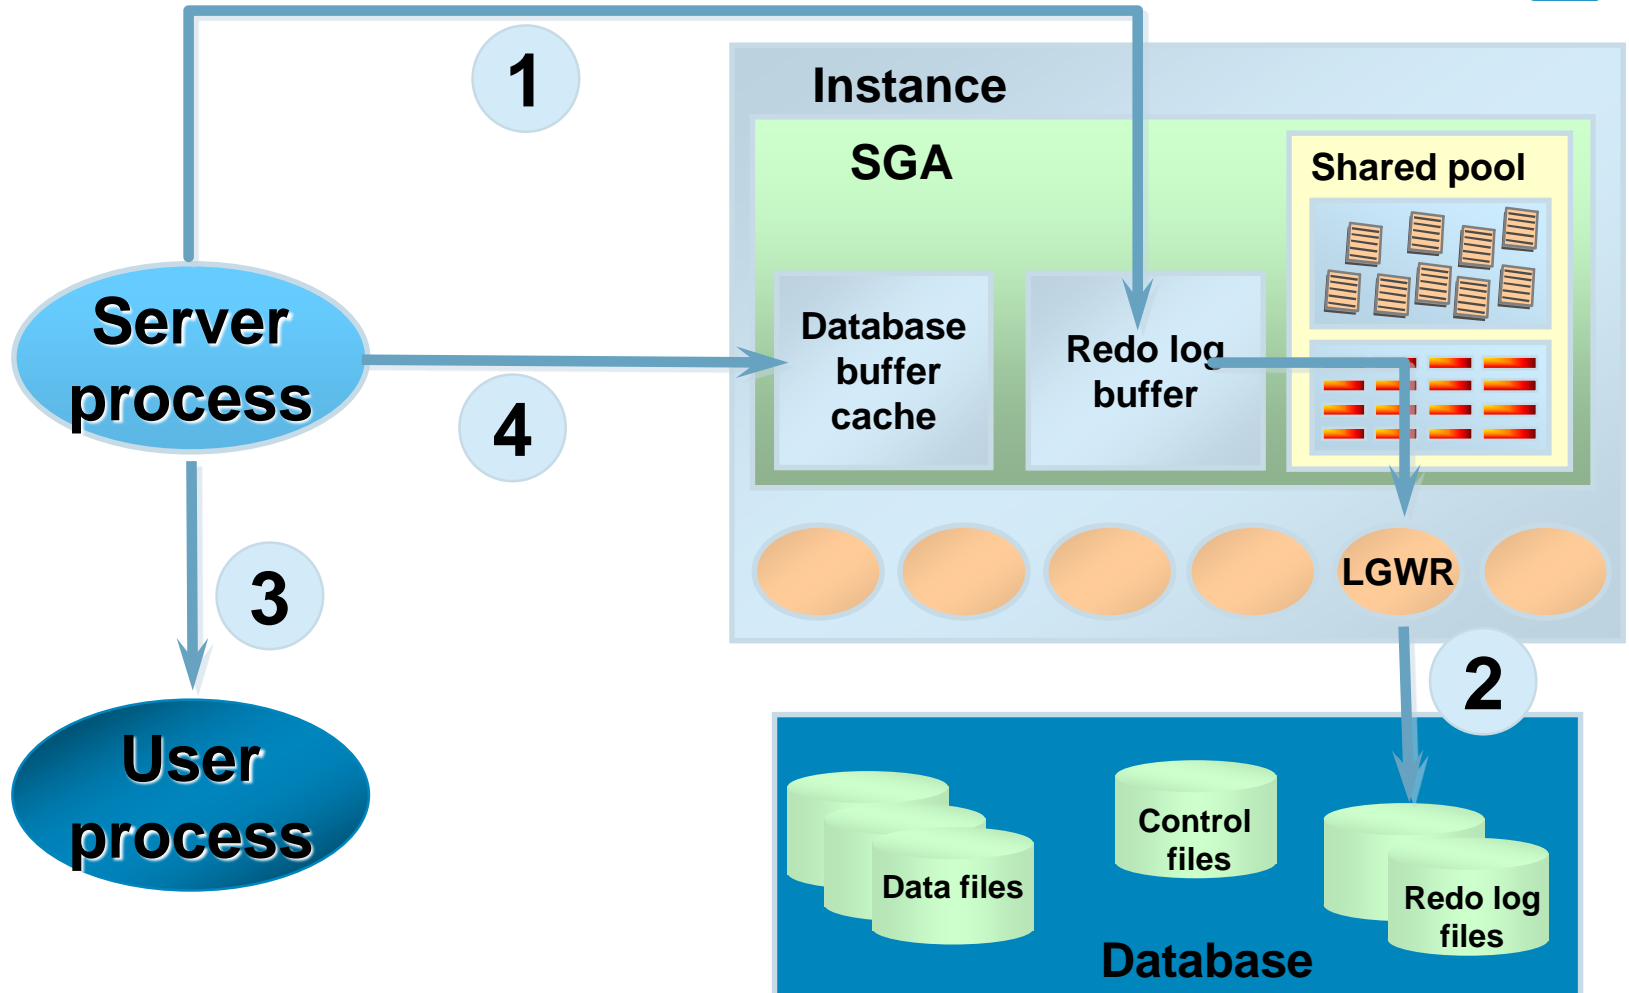 1
Instance
SGA
Shared pool
Server
process
Database
buffer
cache
Redo log
buffer
4
3
LGWR
2
User
process
Control
files
Data files
Redo log
files
Database